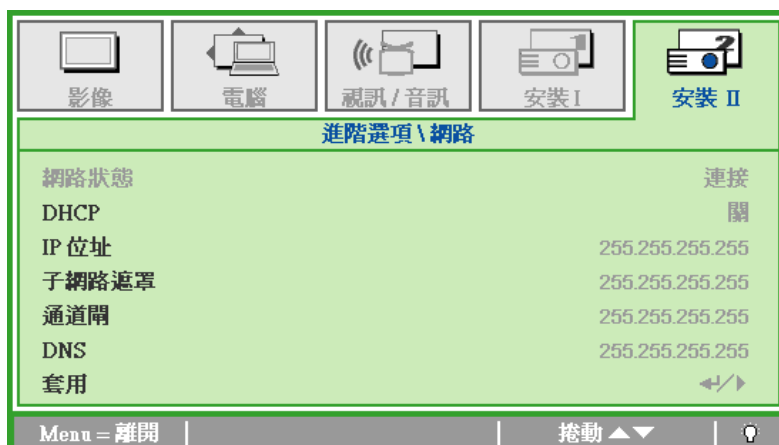 影像
電腦
視訊 / 音訊
安裝 I
安裝 II
2
進階選項 \ 網路
網路狀態 連接
DHCP 關
IP 位址 255.255.255.255
子網路遮罩 255.255.255.255
通道閘 255.255.255.255
DNS 255.255.255.255
套用 /
Menu = 離開 捲動